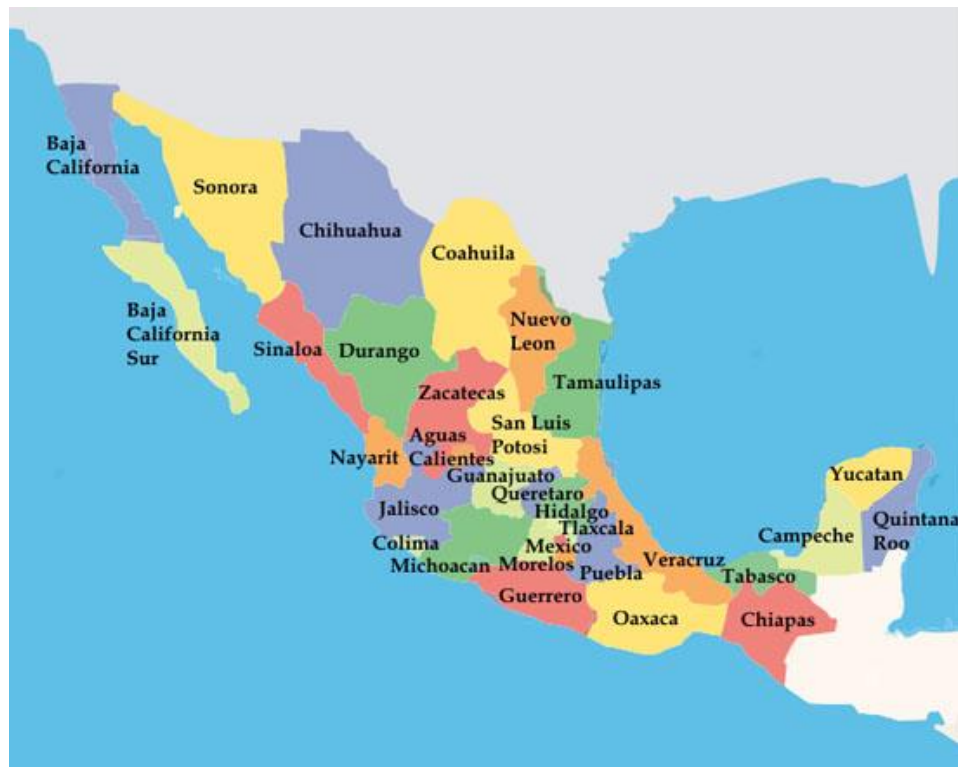 Baja
California
Sonora
Chihuahua
Coahuila
Baja
California
Sur
Sinaloa
Durango
Nuevo
Leon
Tamaulipas
Zacatecas
San Luis
Potosi
Aguas
Calientes
Nayarit
Guanajuato
Queretaro
Jalisco
Hidalgo
Tlaxcala
Colima
Mexico
Michoacan
Morelos
Puebla
Veracruz
Guerrero
Oaxaca
Tabasco
Chiapas
Campeche
Yucatan
Quintana
Roo